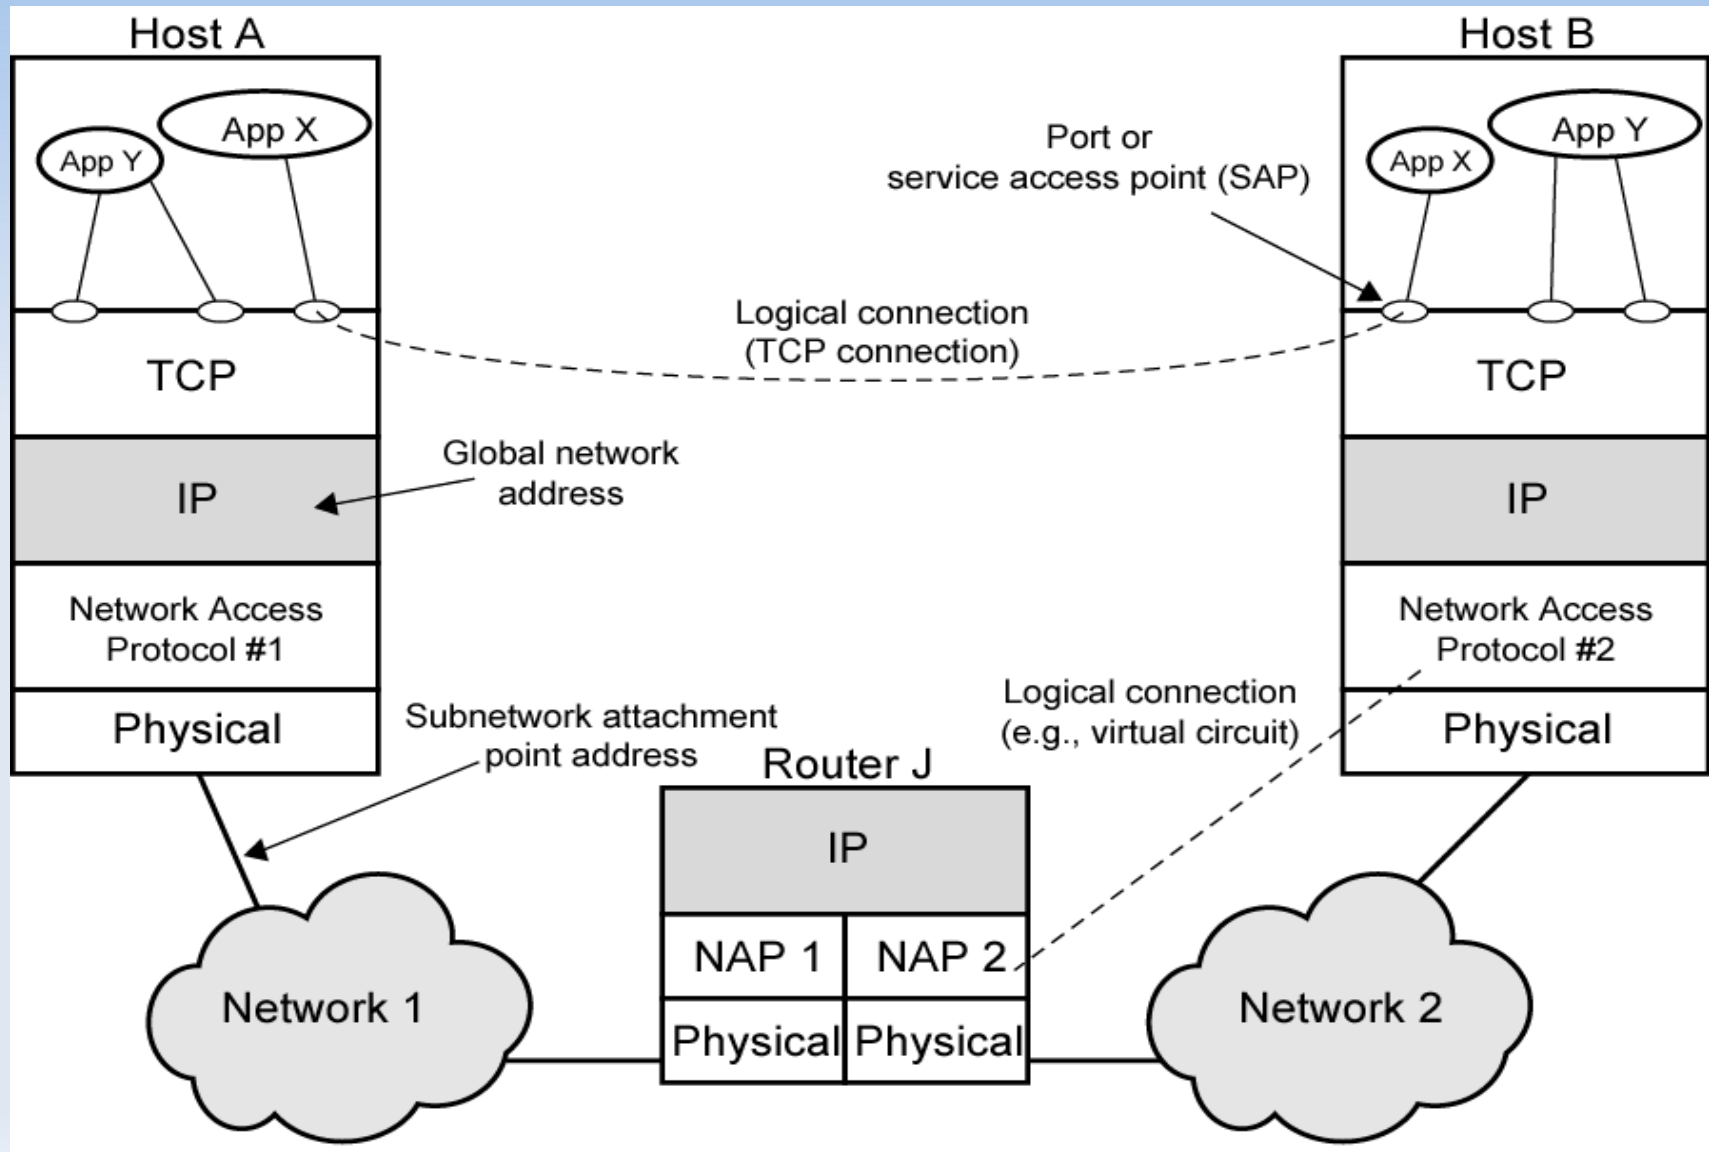 Host A
App Y
App X
TCP
IP
Network Access
Protocol #1
Physical
Host B
App X
App Y
TCP
IP
Network Access
Protocol #2
Physical
Port or
service access point (SAP)
Logical connection
(TCP connection)
Global network
address
Subnetwork attachment
point address
Logical connection
(e.g., virtual circuit)
Router J
IP
NAP 1
NAP 2
Physical
Physical
Network 1
Network 2